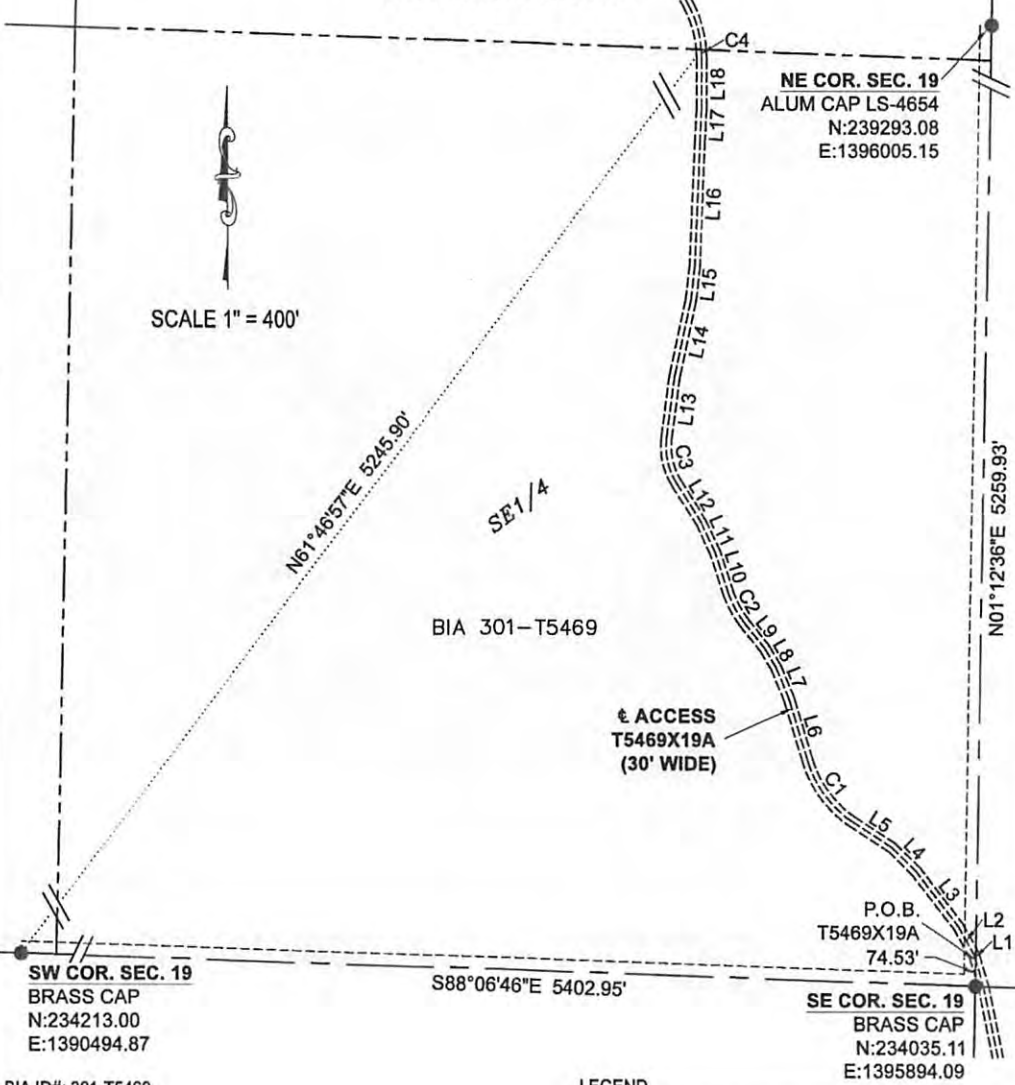 C4
L18
L17
NE COR. SEC. 19
ALUM CAP LS-4654
N:239293.08
E:1396005.15
L16
L15
SCALE 1" = 400'
L14
L13
C3
N61°46'57"E 5245.90'
SE1/4
L12
L11
L10
N01°12'36"E 5259.93'
BIA 301-T5469
C2
L9
L8
L7
℄ ACCESS
T5469X19A
(30' WIDE)
L6
C1
L5
L4
L3
P.O.B.
T5469X19A
74.53'
L2
L1
SW COR. SEC. 19
BRASS CAP
N:234213.00
E:1390494.87
S88°06'46"E 5402.95'
SE COR. SEC. 19
BRASS CAP
N:234035.11
E:1395894.09